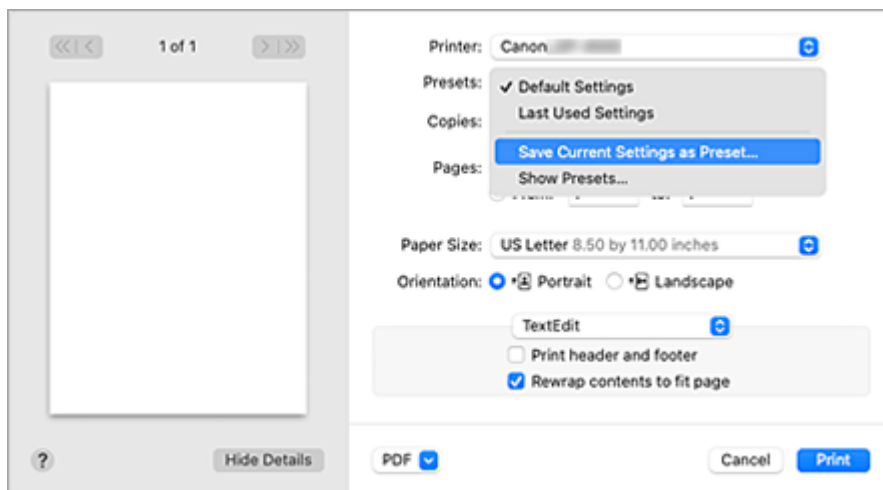 1 of 1
Printer: Canon
Presets:
✓ Default Settings
Last Used Settings
Save Current Settings as Preset...
Show Presets...
Copies:
Pages:
Paper Size: US Letter 8.50 by 11.00 inches
Orientation: Portrait Landscape
TextEdit
Print header and footer
Rewrap contents to fit page
? Hide Details PDF Cancel Print